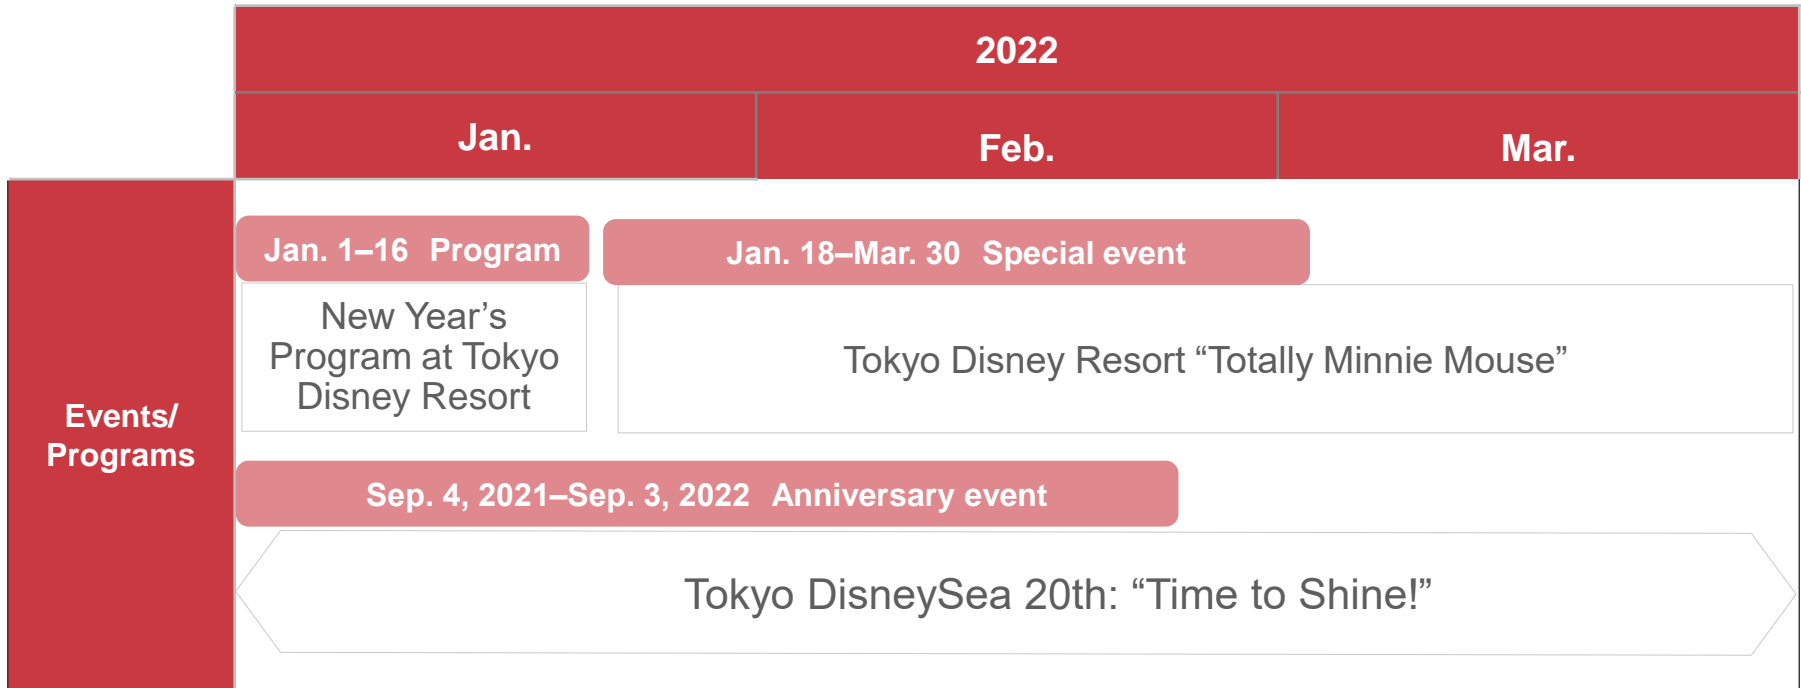 2022
Jan.
Feb.
Mar.
Events/
Programs
Jan. 1–16 Program
Jan. 18–Mar. 30 Special event
New Year’s
Program at Tokyo
Disney Resort
Tokyo Disney Resort “Totally Minnie Mouse”
Sep. 4, 2021–Sep. 3, 2022 Anniversary event
Tokyo DisneySea 20th: “Time to Shine!”